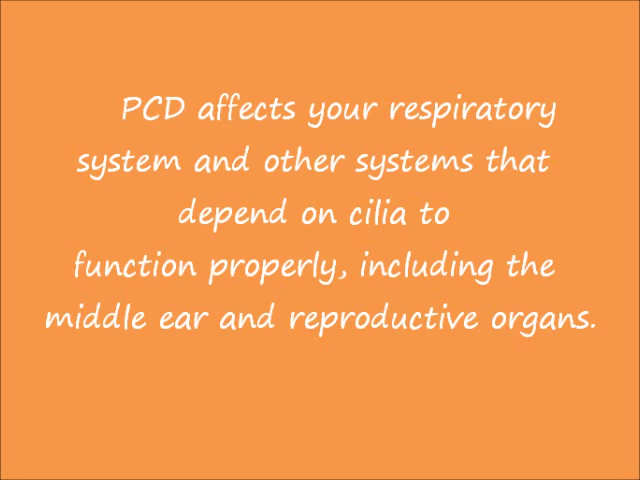 PCD affects your respiratory
system and other systems that
depend on cilia to
function properly, including the
middle ear and reproductive organs.